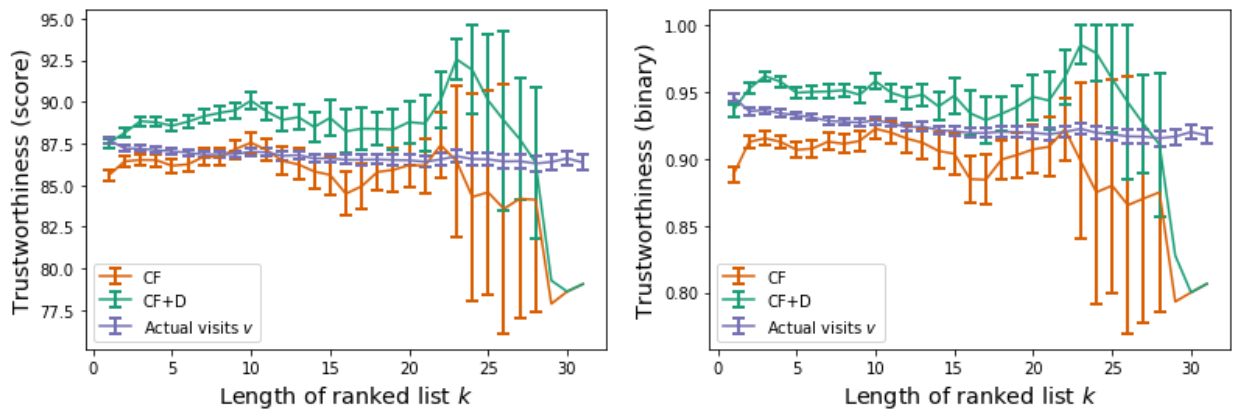 95.0
92.5
90.0
87.5
85.0
82.5
80.0
77.5
Trustworthiness (score)
CF
CF+D
Actual visits v
0 5 10 15 20 25 30
Length of ranked list k
1.00
0.95
0.90
0.85
0.80
Trustworthiness (binary)
CF
CF+D
Actual visits v
0 5 10 15 20 25 30
Length of ranked list k